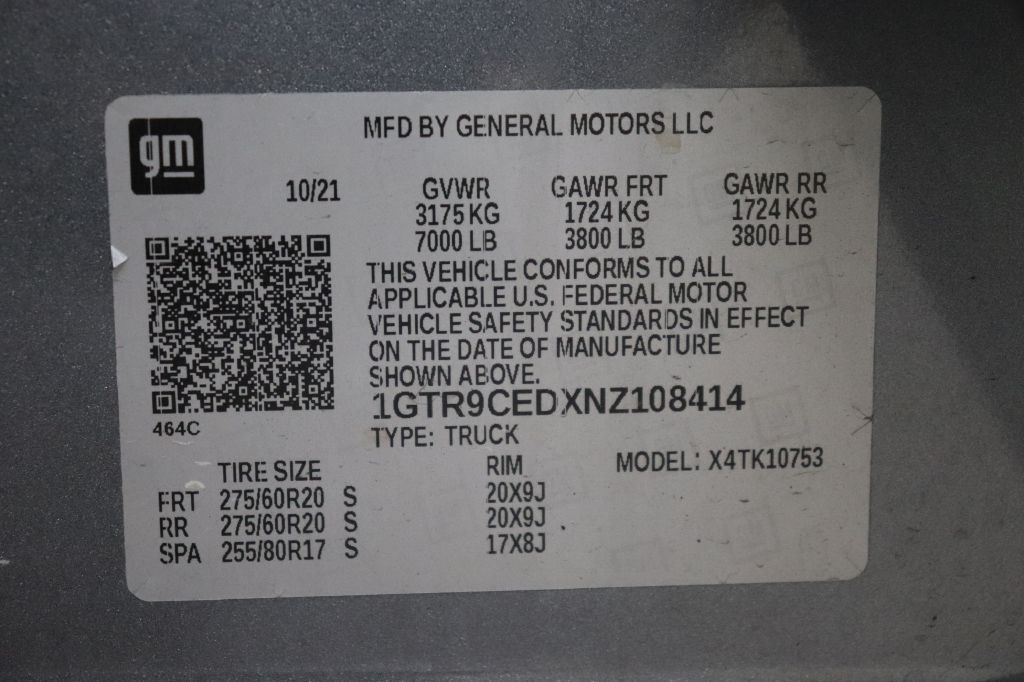 gm
MFD BY GENERAL MOTORS LLC
10/21 GVWR GAWR FRT GAWR RR
3175 KG 1724 KG 1724 KG
7000 LB 3800 LB 3800 LB
THIS VEHICLE CONFORMS TO ALL
APPLICABLE U.S. FEDERAL MOTOR
VEHICLE SAFETY STANDARDS IN EFFECT
ON THE DATE OF MANUFACTURE
SHOWN ABOVE.
1GTR9CEDXNZ108414
464C
TYPE: TRUCK
TIRE SIZE RIM MODEL: X4TK10753
FRT 275/60R20 S 20X9J
RR 275/60R20 S 20X9J
SPA 255/80R17 S 17X8J